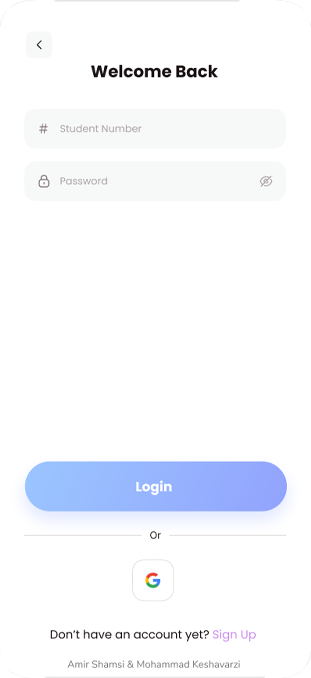 Welcome Back
# Student Number
Password
Login
Or
Don't have an account yet? Sign Up
Amir Shamsi & Mohammad Keshavarzi